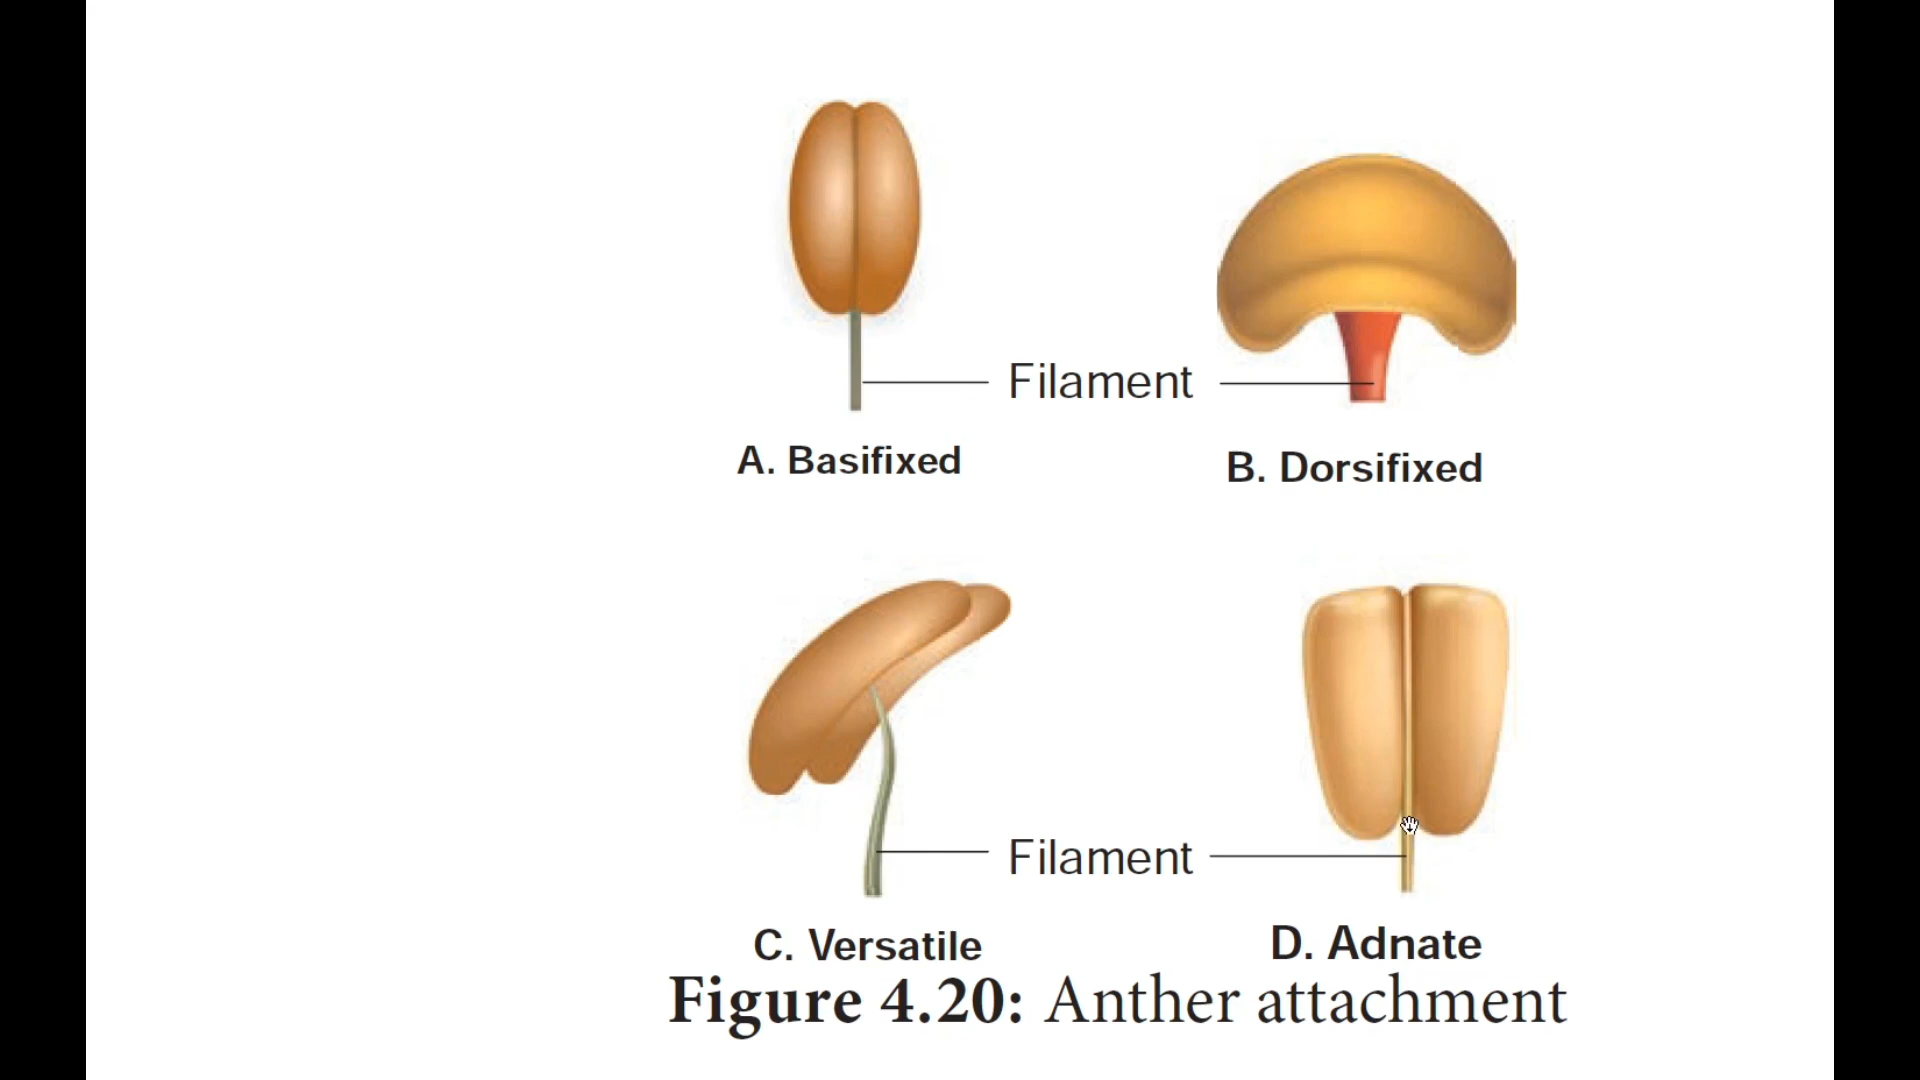 Filament
A. Basifixed
B. Dorsifixed
Filament
C. Versatile
D. Adnate
Figure 4.20: Anther attachment